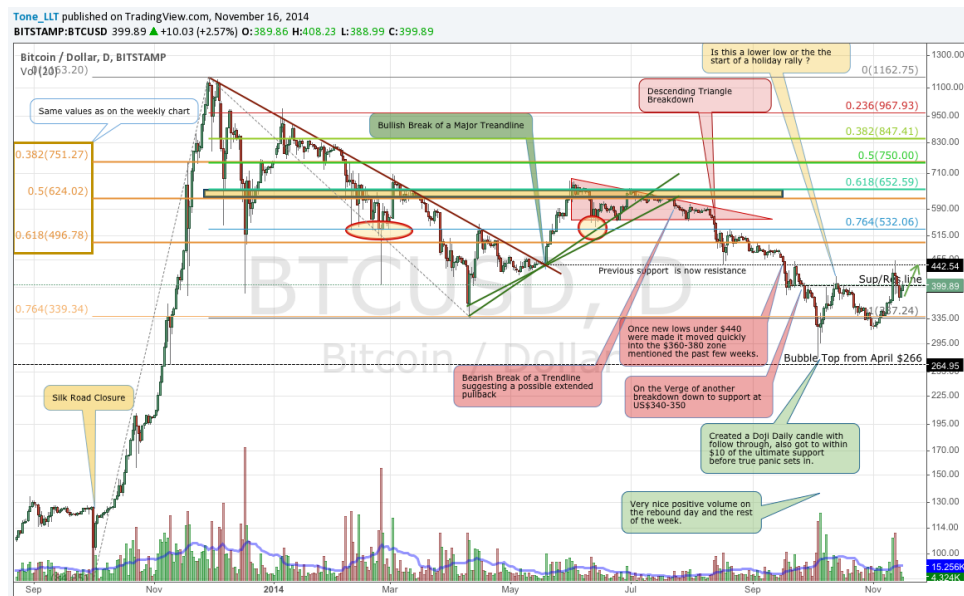 Tone_LLT published on TradingView.com, November 16, 2014
BITSTAMP:BTCUSD 399.89 ▲ +10.03 (+2.57%) O:389.86 H:408.23 L:388.99 C:399.89
Bitcoin / Dollar, D, BITSTAMP
Vol (20)
0(1162.75)
Is this a lower low or the the
start of a holiday rally ?
Same values as on the weekly chart
Bullish Break of a Major Treandline
Descending Triangle
Breakdown
0.236(967.93)
0.382(847.41)
0.382(751.27)
0.5(750.00)
0.5(624.02)
0.618(652.59)
0.618(496.78)
0.764(532.06)
Previous support is now resistance
Sup/Res line
0.764(339.34)
BTCUSD, D
Bitcoin / Dollar
Once new lows under $440
were made it moved quickly
into the $360-380 zone
mentioned the past few weeks.
Bubble Top from April $266
Bearish Break of a Trendline
suggesting a possible extended
pullback
On the Verge of another
breakdown down to support at
US$340-350
Silk Road Closure
Created a Doji Daily candle with
follow through, also got to within
$10 of the ultimate support
before true panic sets in.
Very nice positive volume on
the rebound day and the rest
of the week.
1300.00
1100.00
950.00
830.00
710.00
590.00
515.00
442.54
399.89
335.00
295.00
264.95
225.00
195.00
170.00
150.00
130.00
114.00
100.00
15.256K
4.324K
Sep
Nov
2014
Mar
May
Jul
Sep
Nov